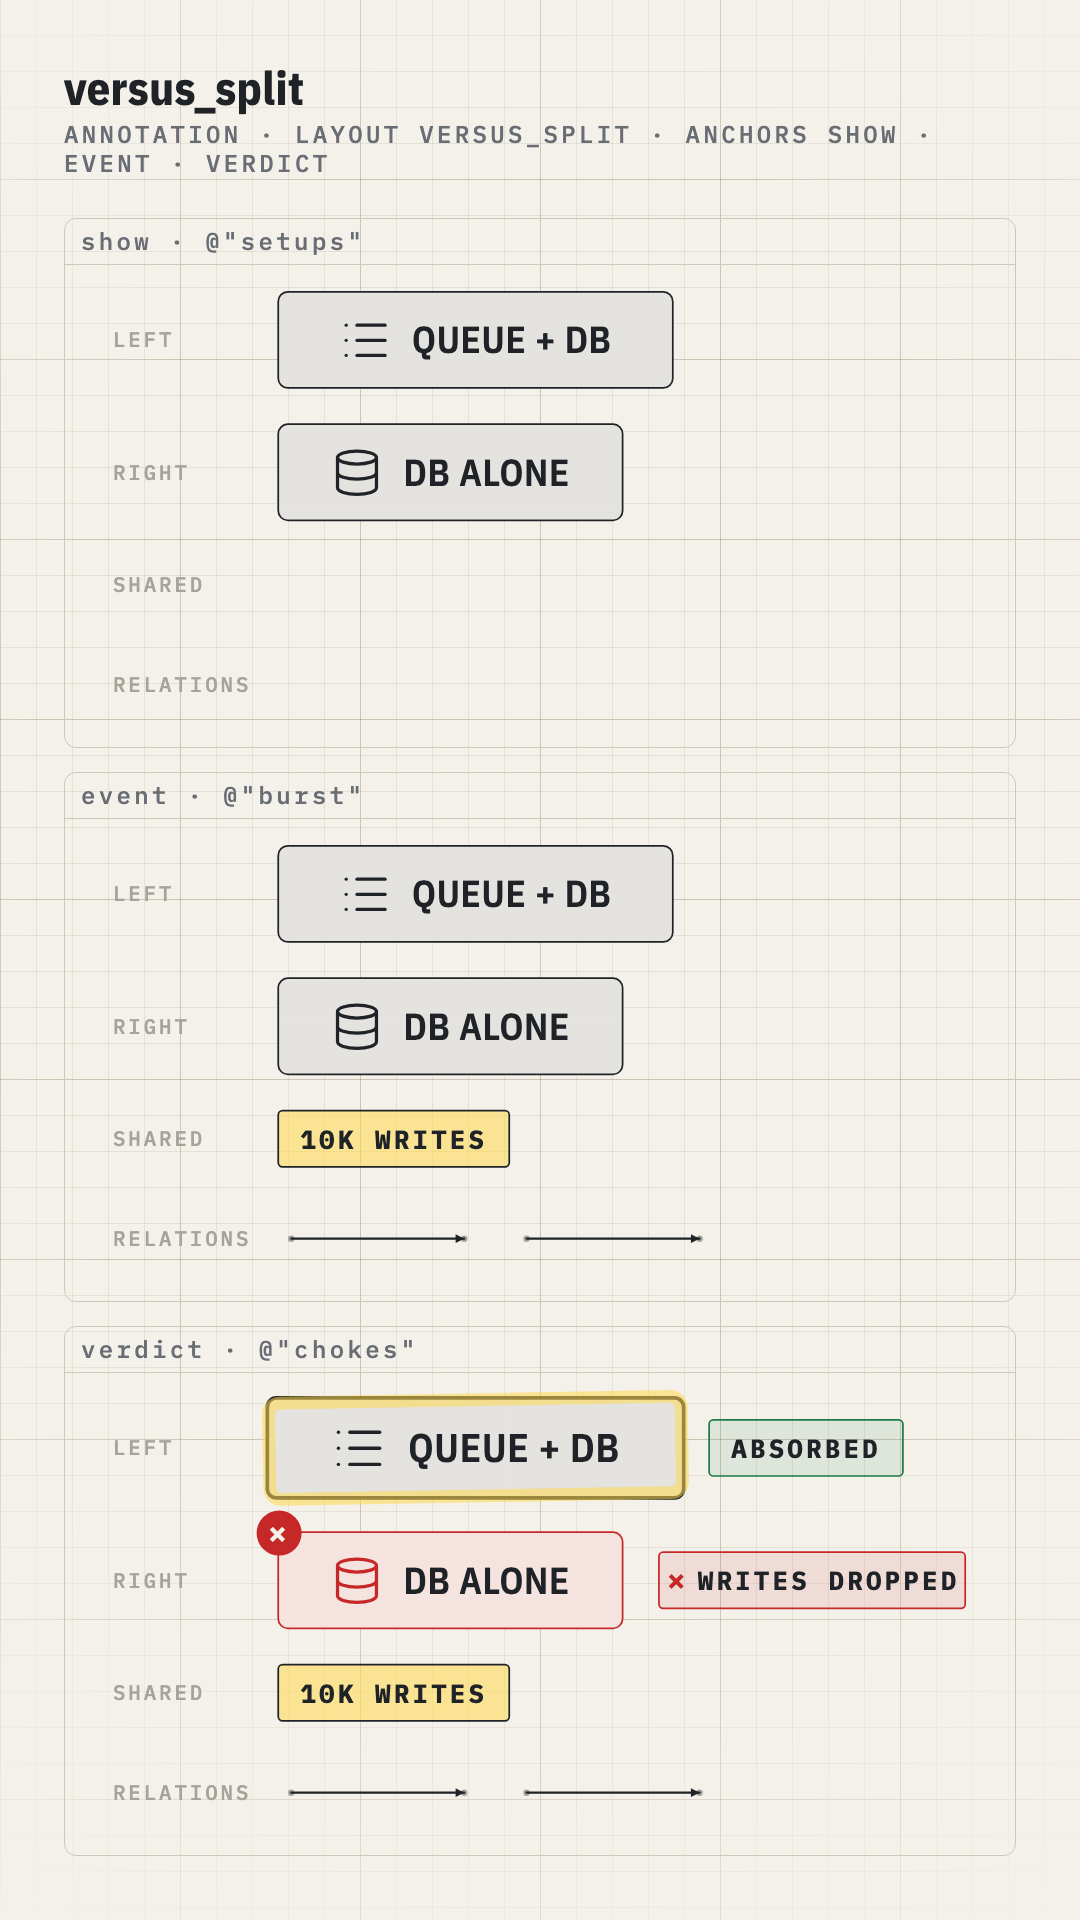 versus_split
ANNOTATION · LAYOUT VERSUS_SPLIT · ANCHORS SHOW ·
EVENT · VERDICT
show · @"setups"
LEFT
QUEUE + DB
RIGHT
DB ALONE
SHARED
RELATIONS
event · @"burst"
LEFT
QUEUE + DB
RIGHT
DB ALONE
SHARED
10K WRITES
RELATIONS
verdict · @"chokes"
LEFT
QUEUE + DB
ABSORBED
RIGHT
DB ALONE
× WRITES DROPPED
SHARED
10K WRITES
RELATIONS